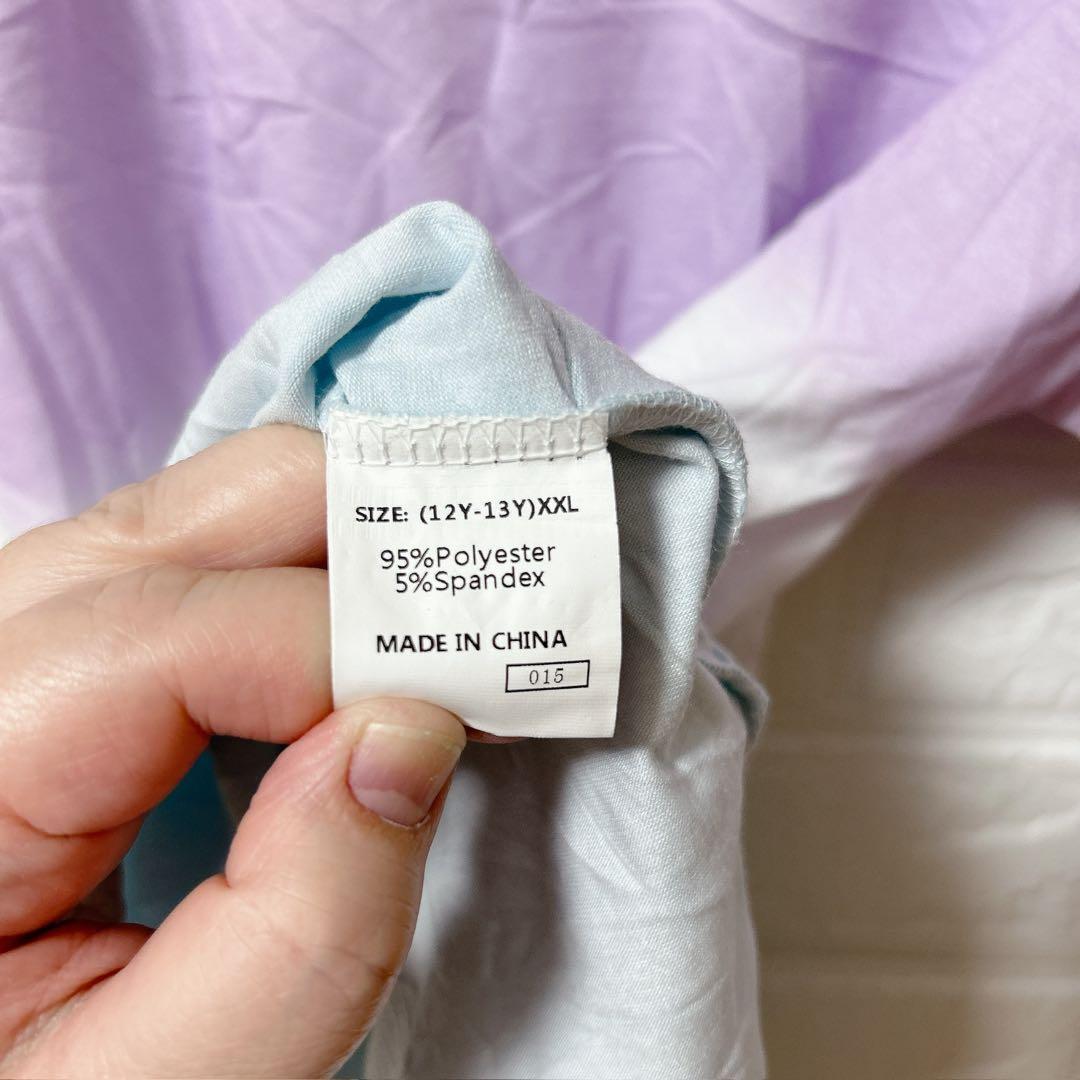 SIZE: (12Y-13Y)XXL
95%Polyester
5%Spandex
MADE IN CHINA
015